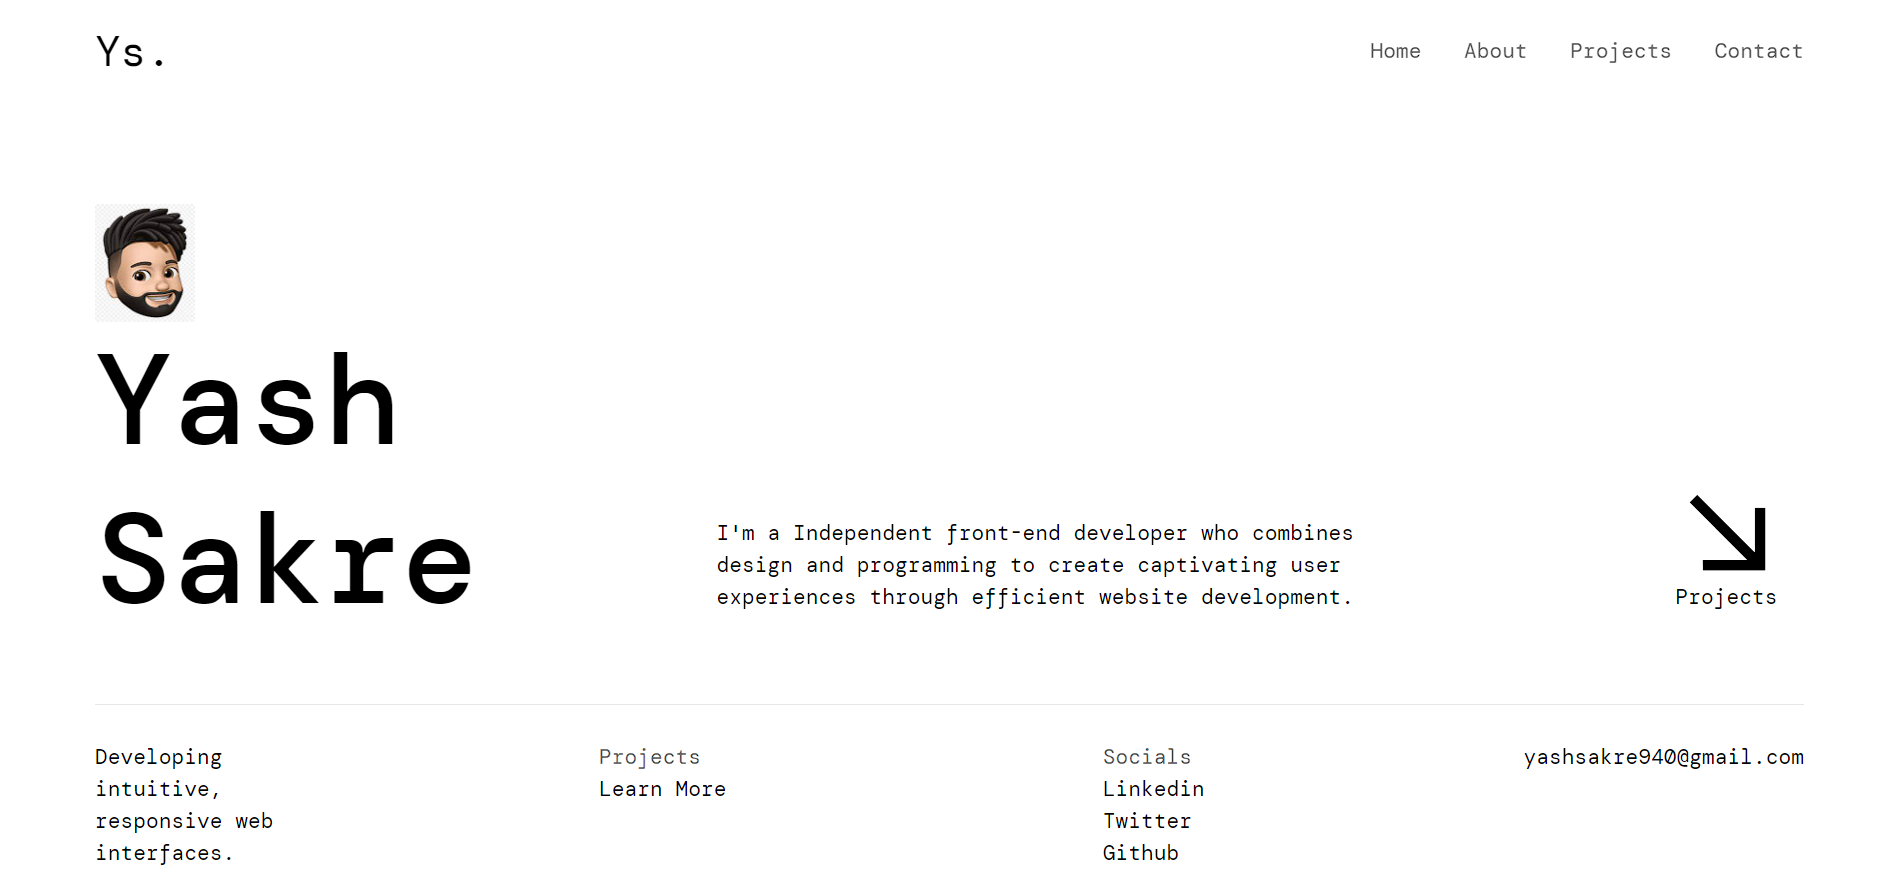 Ys.
Home About Projects Contact
Yash
Sakre
I'm a Independent front-end developer who combines
design and programming to create captivating user
experiences through efficient website development.
Projects
Developing
intuitive,
responsive web
interfaces.
Projects
Learn More
Socials
Linkedin
Twitter
Github
yashsakre940@gmail.com